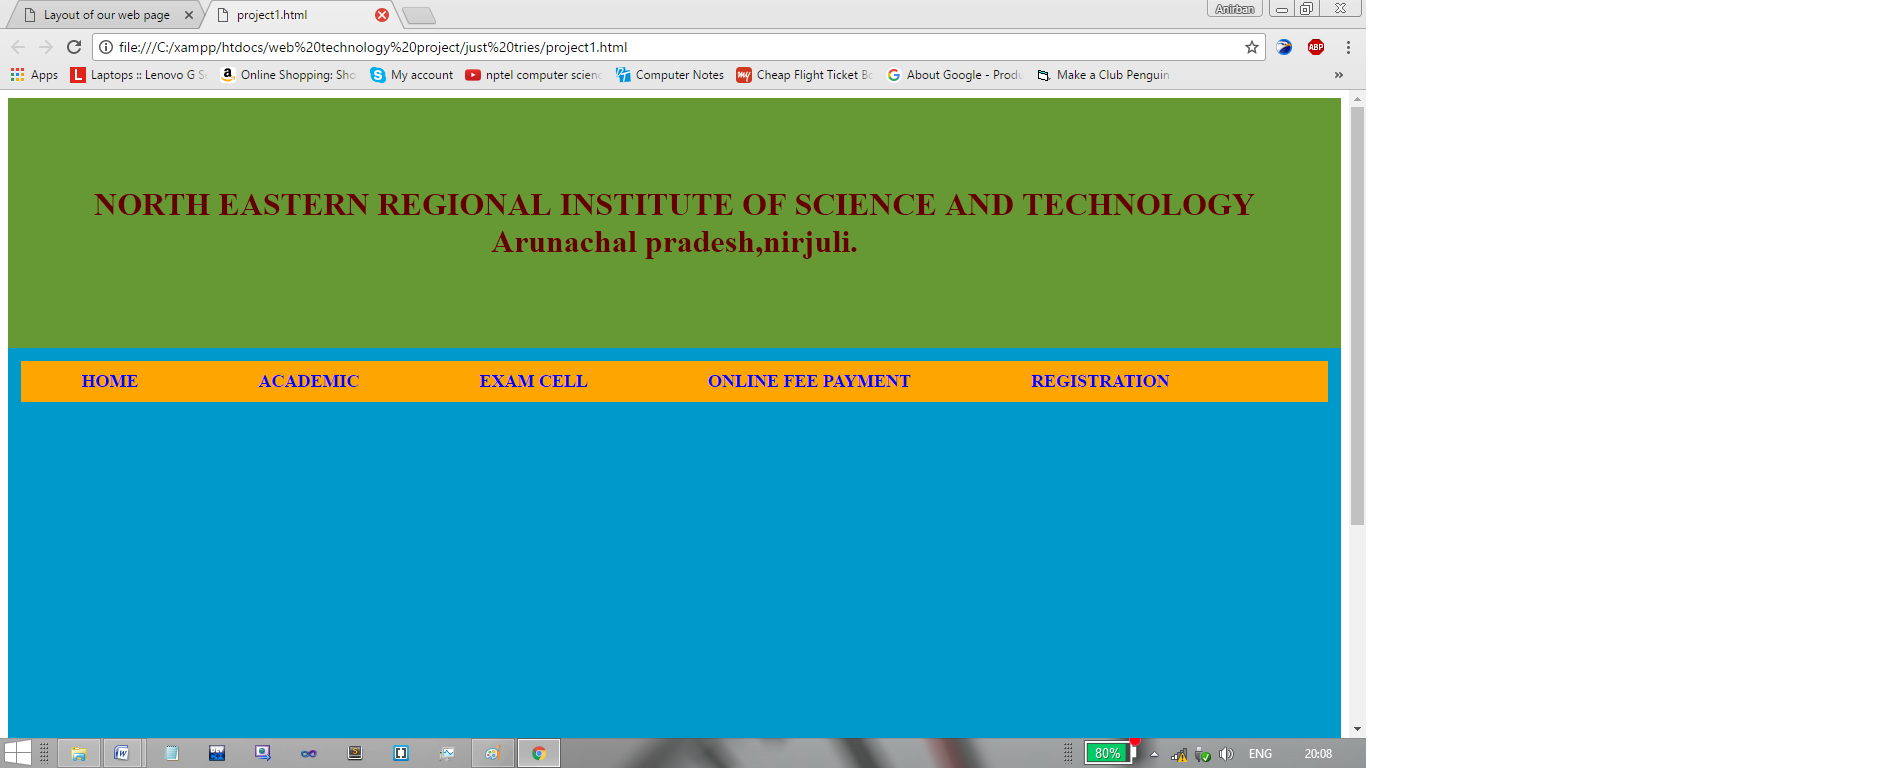 Layout of our web page
project1.html
Anirban
file:///C:/xampp/htdocs/web%20technology%20project/just%20tries/project1.html
ABP
Apps
L
Laptops :: Lenovo G S
Online Shopping: Sho
My account
nptel computer scienc
Computer Notes
my
Cheap Flight Ticket Bo
About Google - Produ
Make a Club Penguin
NORTH EASTERN REGIONAL INSTITUTE OF SCIENCE AND TECHNOLOGY
Arunachal pradesh,nirjuli.
HOME ACADEMIC EXAM CELL ONLINE FEE PAYMENT REGISTRATION
80%
ENG
20:08